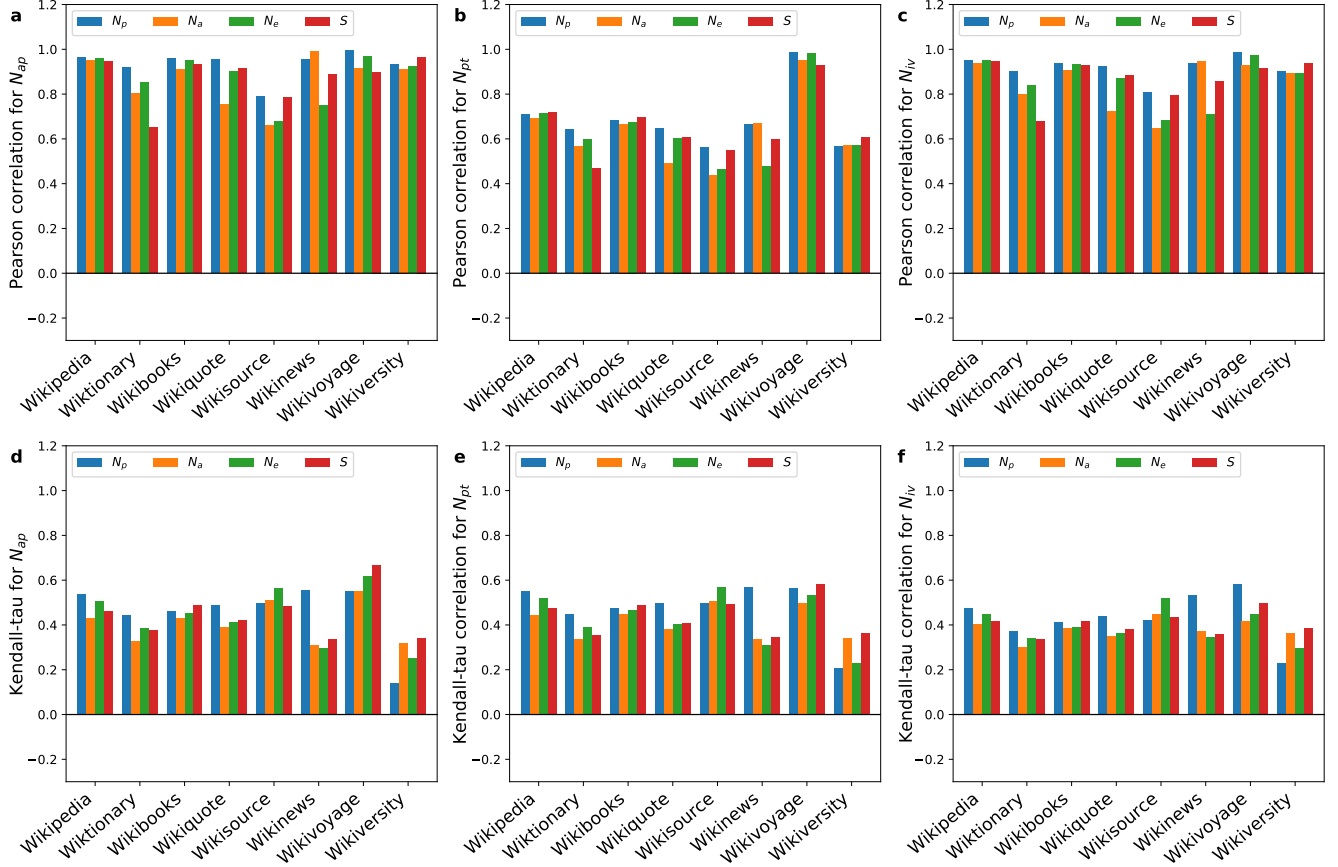 a
N_p N_a N_e S
Pearson correlation for N_ap
1.2
1.0
0.8
0.6
0.4
0.2
0.0
−0.2
Wikipedia
Wiktionary
Wikibooks
Wikiquote
Wikisource
Wikinews
Wikivoyage
Wikiversity
b
N_p N_a N_e S
Pearson correlation for N_pt
1.2
1.0
0.8
0.6
0.4
0.2
0.0
−0.2
Wikipedia
Wiktionary
Wikibooks
Wikiquote
Wikisource
Wikinews
Wikivoyage
Wikiversity
c
N_p N_a N_e S
Pearson correlation for N_iv
1.2
1.0
0.8
0.6
0.4
0.2
0.0
−0.2
Wikipedia
Wiktionary
Wikibooks
Wikiquote
Wikisource
Wikinews
Wikivoyage
Wikiversity
d
N_p N_a N_e S
Kendall-tau for N_ap
1.2
1.0
0.8
0.6
0.4
0.2
0.0
−0.2
Wikipedia
Wiktionary
Wikibooks
Wikiquote
Wikisource
Wikinews
Wikivoyage
Wikiversity
e
N_p N_a N_e S
Kendall-tau correlation for N_pt
1.2
1.0
0.8
0.6
0.4
0.2
0.0
−0.2
Wikipedia
Wiktionary
Wikibooks
Wikiquote
Wikisource
Wikinews
Wikivoyage
Wikiversity
f
N_p N_a N_e S
Kendall-tau correlation for N_iv
1.2
1.0
0.8
0.6
0.4
0.2
0.0
−0.2
Wikipedia
Wiktionary
Wikibooks
Wikiquote
Wikisource
Wikinews
Wikivoyage
Wikiversity